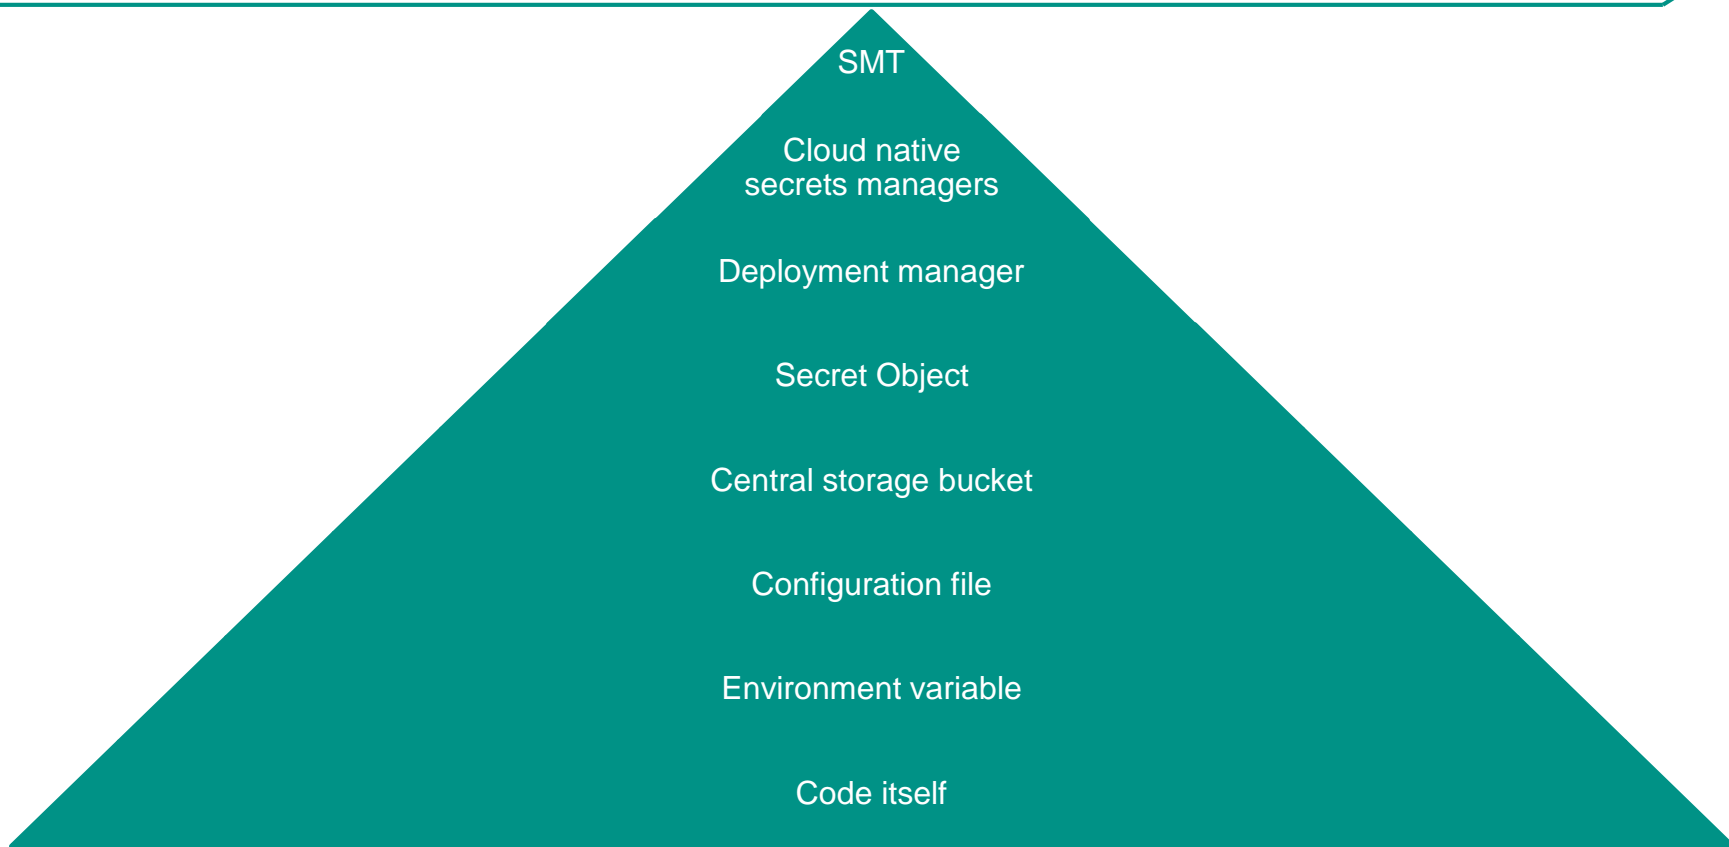 SMT
Cloud native
secrets managers
Deployment manager
Secret Object
Central storage bucket
Configuration file
Environment variable
Code itself